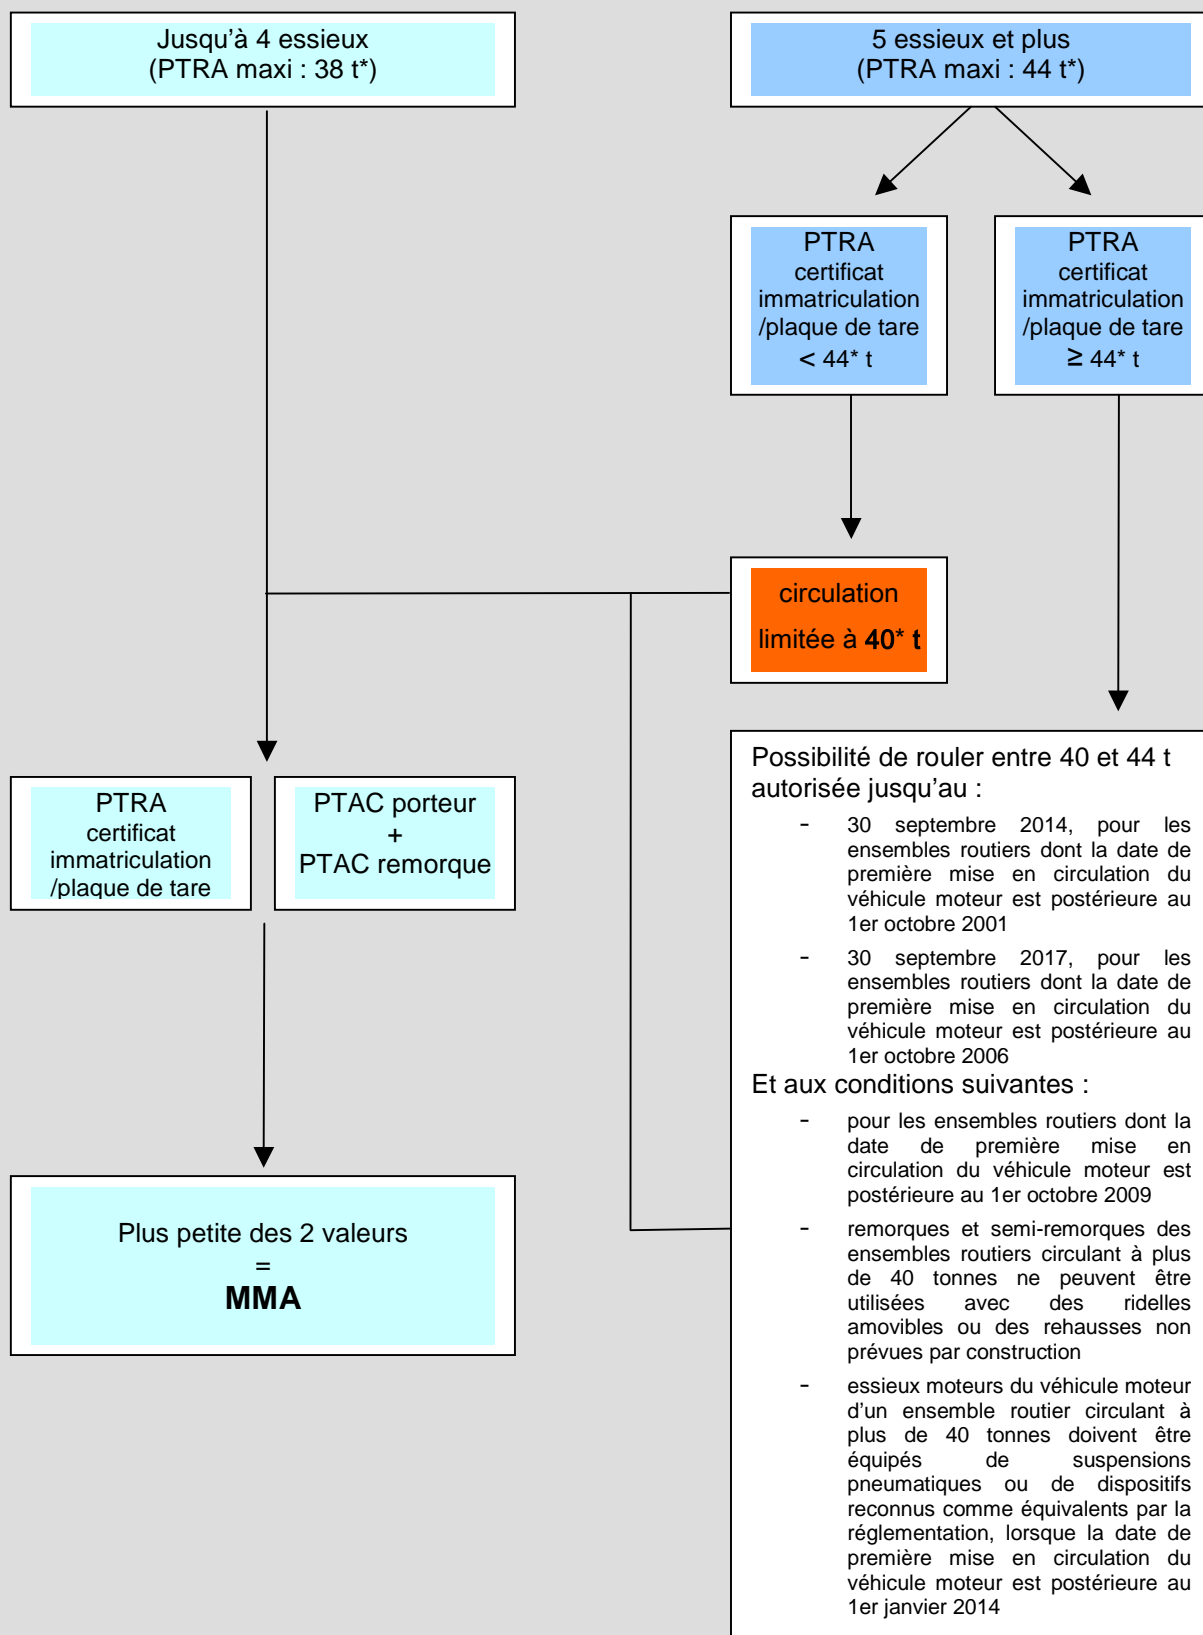 Jusqu'à 4 essieux
(PTRA maxi : 38 t*)
5 essieux et plus
(PTRA maxi : 44 t*)
PTRA
certificat
immatriculation
/plaque de tare
< 44* t
PTRA
certificat
immatriculation
/plaque de tare
≥ 44* t
circulation
limitée à 40* t
PTRA
certificat
immatriculation
/plaque de tare
PTAC porteur
+
PTAC remorque
Plus petite des 2 valeurs
=
MMA
Possibilité de rouler entre 40 et 44 t
autorisée jusqu'au :
- 30 septembre 2014, pour les
ensembles routiers dont la date de
première mise en circulation du
véhicule moteur est postérieure au
1er octobre 2001
- 30 septembre 2017, pour les
ensembles routiers dont la date de
première mise en circulation du
véhicule moteur est postérieure au
1er octobre 2006
Et aux conditions suivantes :
- pour les ensembles routiers dont la
date de première mise en
circulation du véhicule moteur est
postérieure au 1er octobre 2009
- remorques et semi-remorques des
ensembles routiers circulant à plus
de 40 tonnes ne peuvent être
utilisées avec des ridelles
amovibles ou des rehausses non
prévues par construction
- essieux moteurs du véhicule moteur
d'un ensemble routier circulant à
plus de 40 tonnes doivent être
équipés de suspensions
pneumatiques ou de dispositifs
reconnus comme équivalents par la
réglementation, lorsque la date de
première mise en circulation du
véhicule moteur est postérieure au
1er janvier 2014